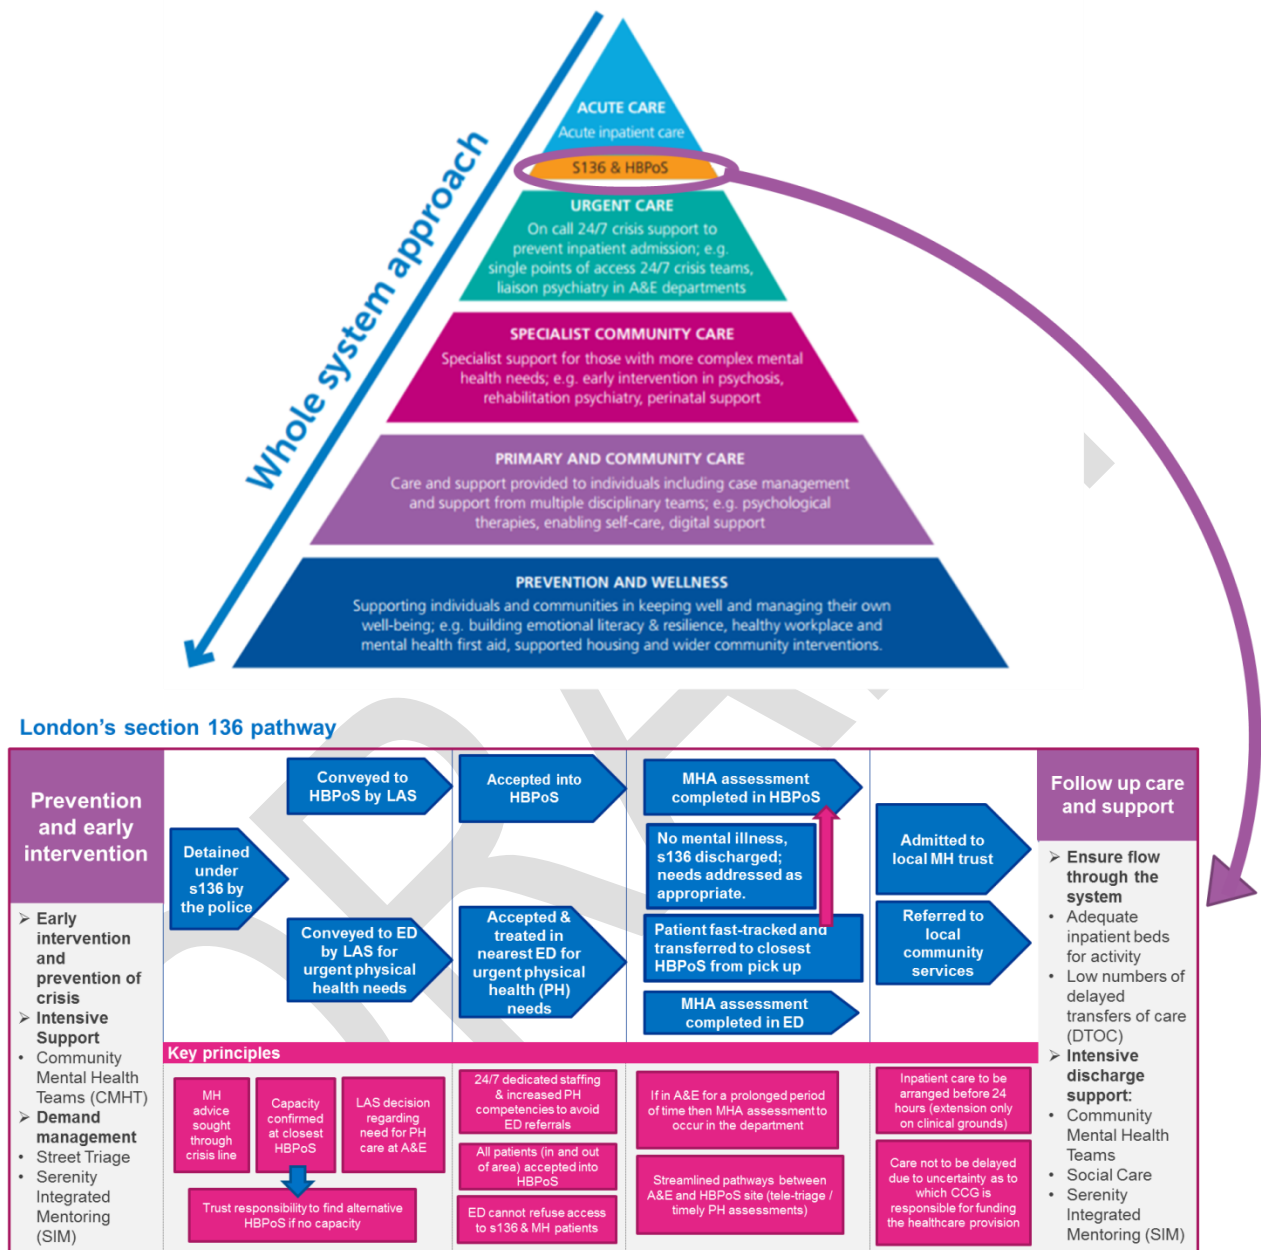 Whole system approach
ACUTE CARE
Acute inpatient care
S136 & HBPoS
URGENT CARE
On call 24/7 crisis support to
prevent inpatient admission; e.g.
single points of access 24/7 crisis teams,
liaison psychiatry in A&E departments
SPECIALIST COMMUNITY CARE
Specialist support for those with more complex mental
health needs; e.g. early intervention in psychosis,
rehabilitation psychiatry, perinatal support
PRIMARY AND COMMUNITY CARE
Care and support provided to individuals including case management
and support from multiple disciplinary teams; e.g. psychological
therapies, enabling self-care, digital support
PREVENTION AND WELLNESS
Supporting individuals and communities in keeping well and managing their own
well-being; e.g. building emotional literacy & resilience, healthy workplace and
mental health first aid, supported housing and wider community interventions.
London's section 136 pathway
Prevention
and early
intervention
➢ Early
intervention
and
prevention of
crisis
➢ Intensive
Support
• Community
Mental Health
Teams (CMHT)
➢ Demand
management
• Street Triage
• Serenity
Integrated
Mentoring
(SIM)
Detained
under
s136 by
the police
Conveyed to
HBPoS by LAS
Conveyed to ED
by LAS for
urgent physical
health needs
Accepted into
HBPoS
Accepted &
treated in
nearest ED for
urgent physical
health (PH)
needs
MHA assessment
completed in HBPoS
No mental illness,
s136 discharged;
needs addressed as
appropriate.
Patient fast-tracked and
transferred to closest
HBPoS from pick up
MHA assessment
completed in ED
Admitted to
local MH trust
Referred to
local
community
services
Key principles
MH
advice
sought
through
crisis line
Capacity
confirmed
at closest
HBPoS
LAS decision
regarding
need for PH
care at A&E
Trust responsibility to find alternative
HBPoS if no capacity
24/7 dedicated staffing
& increased PH
competencies to avoid
ED referrals
All patients (in and out
of area) accepted into
HBPoS
ED cannot refuse access
to s136 & MH patients
If in A&E for a prolonged period
of time then MHA assessment to
occur in the department
Streamlined pathways between
A&E and HBPoS site (tele-triage /
timely PH assessments)
Inpatient care to be
arranged before 24
hours (extension only
on clinical grounds)
Care not to be delayed
due to uncertainty as to
which CCG is
responsible for funding
the healthcare provision
Follow up care
and support
➢ Ensure flow
through the
system
• Adequate
inpatient beds
for activity
• Low numbers of
delayed
transfers of care
(DTOC)
➢ Intensive
discharge
support:
• Community
Mental Health
Teams
• Social Care
• Serenity
Integrated
Mentoring (SIM)